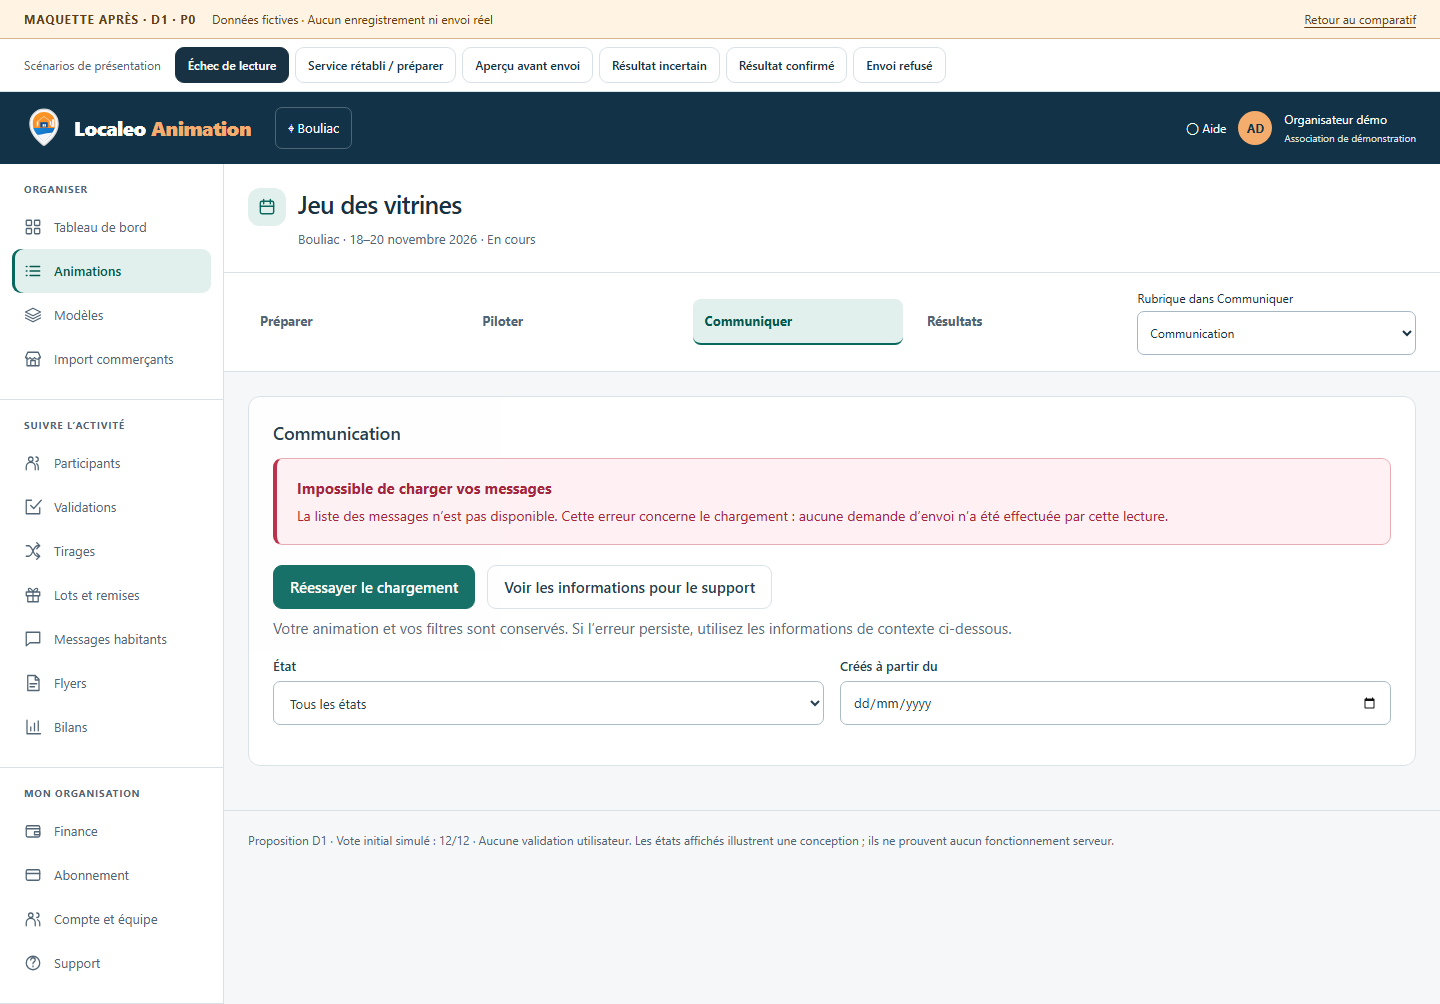 MAQUETTE APRÈS · D1 · P0
Données fictives · Aucun enregistrement ni envoi réel
Retour au comparatif
Scénarios de présentation
Échec de lecture
Service rétabli / préparer
Aperçu avant envoi
Résultat incertain
Résultat confirmé
Envoi refusé
Localeo Animation
Bouliac
Aide
AD
Organisateur démo
Association de démonstration
ORGANISER
Tableau de bord
Animations
Modèles
Import commerçants
SUIVRE L’ACTIVITÉ
Participants
Validations
Tirages
Lots et remises
Messages habitants
Flyers
Bilans
MON ORGANISATION
Finance
Abonnement
Compte et équipe
Support
Jeu des vitrines
Bouliac · 18–20 novembre 2026 · En cours
Préparer
Piloter
Communiquer
Résultats
Rubrique dans Communiquer
Communication
Communication
Impossible de charger vos messages
La liste des messages n’est pas disponible. Cette erreur concerne le chargement : aucune demande d’envoi n’a été effectuée par cette lecture.
Réessayer le chargement
Voir les informations pour le support
Votre animation et vos filtres sont conservés. Si l’erreur persiste, utilisez les informations de contexte ci-dessous.
État
Tous les états
Créés à partir du
dd/mm/yyyy
Proposition D1 · Vote initial simulé : 12/12 · Aucune validation utilisateur. Les états affichés illustrent une conception ; ils ne prouvent aucun fonctionnement serveur.